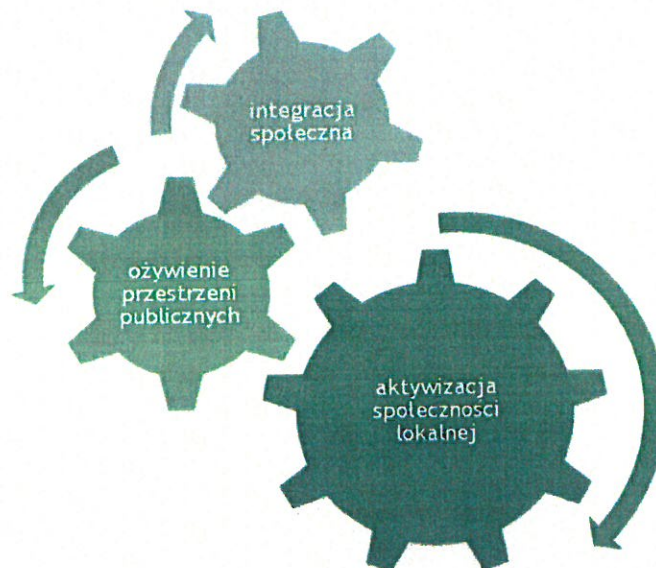 integracja
społeczna
ożywienie
przestrzeni
publicznych
aktywizacja
społeczności
lokalnej